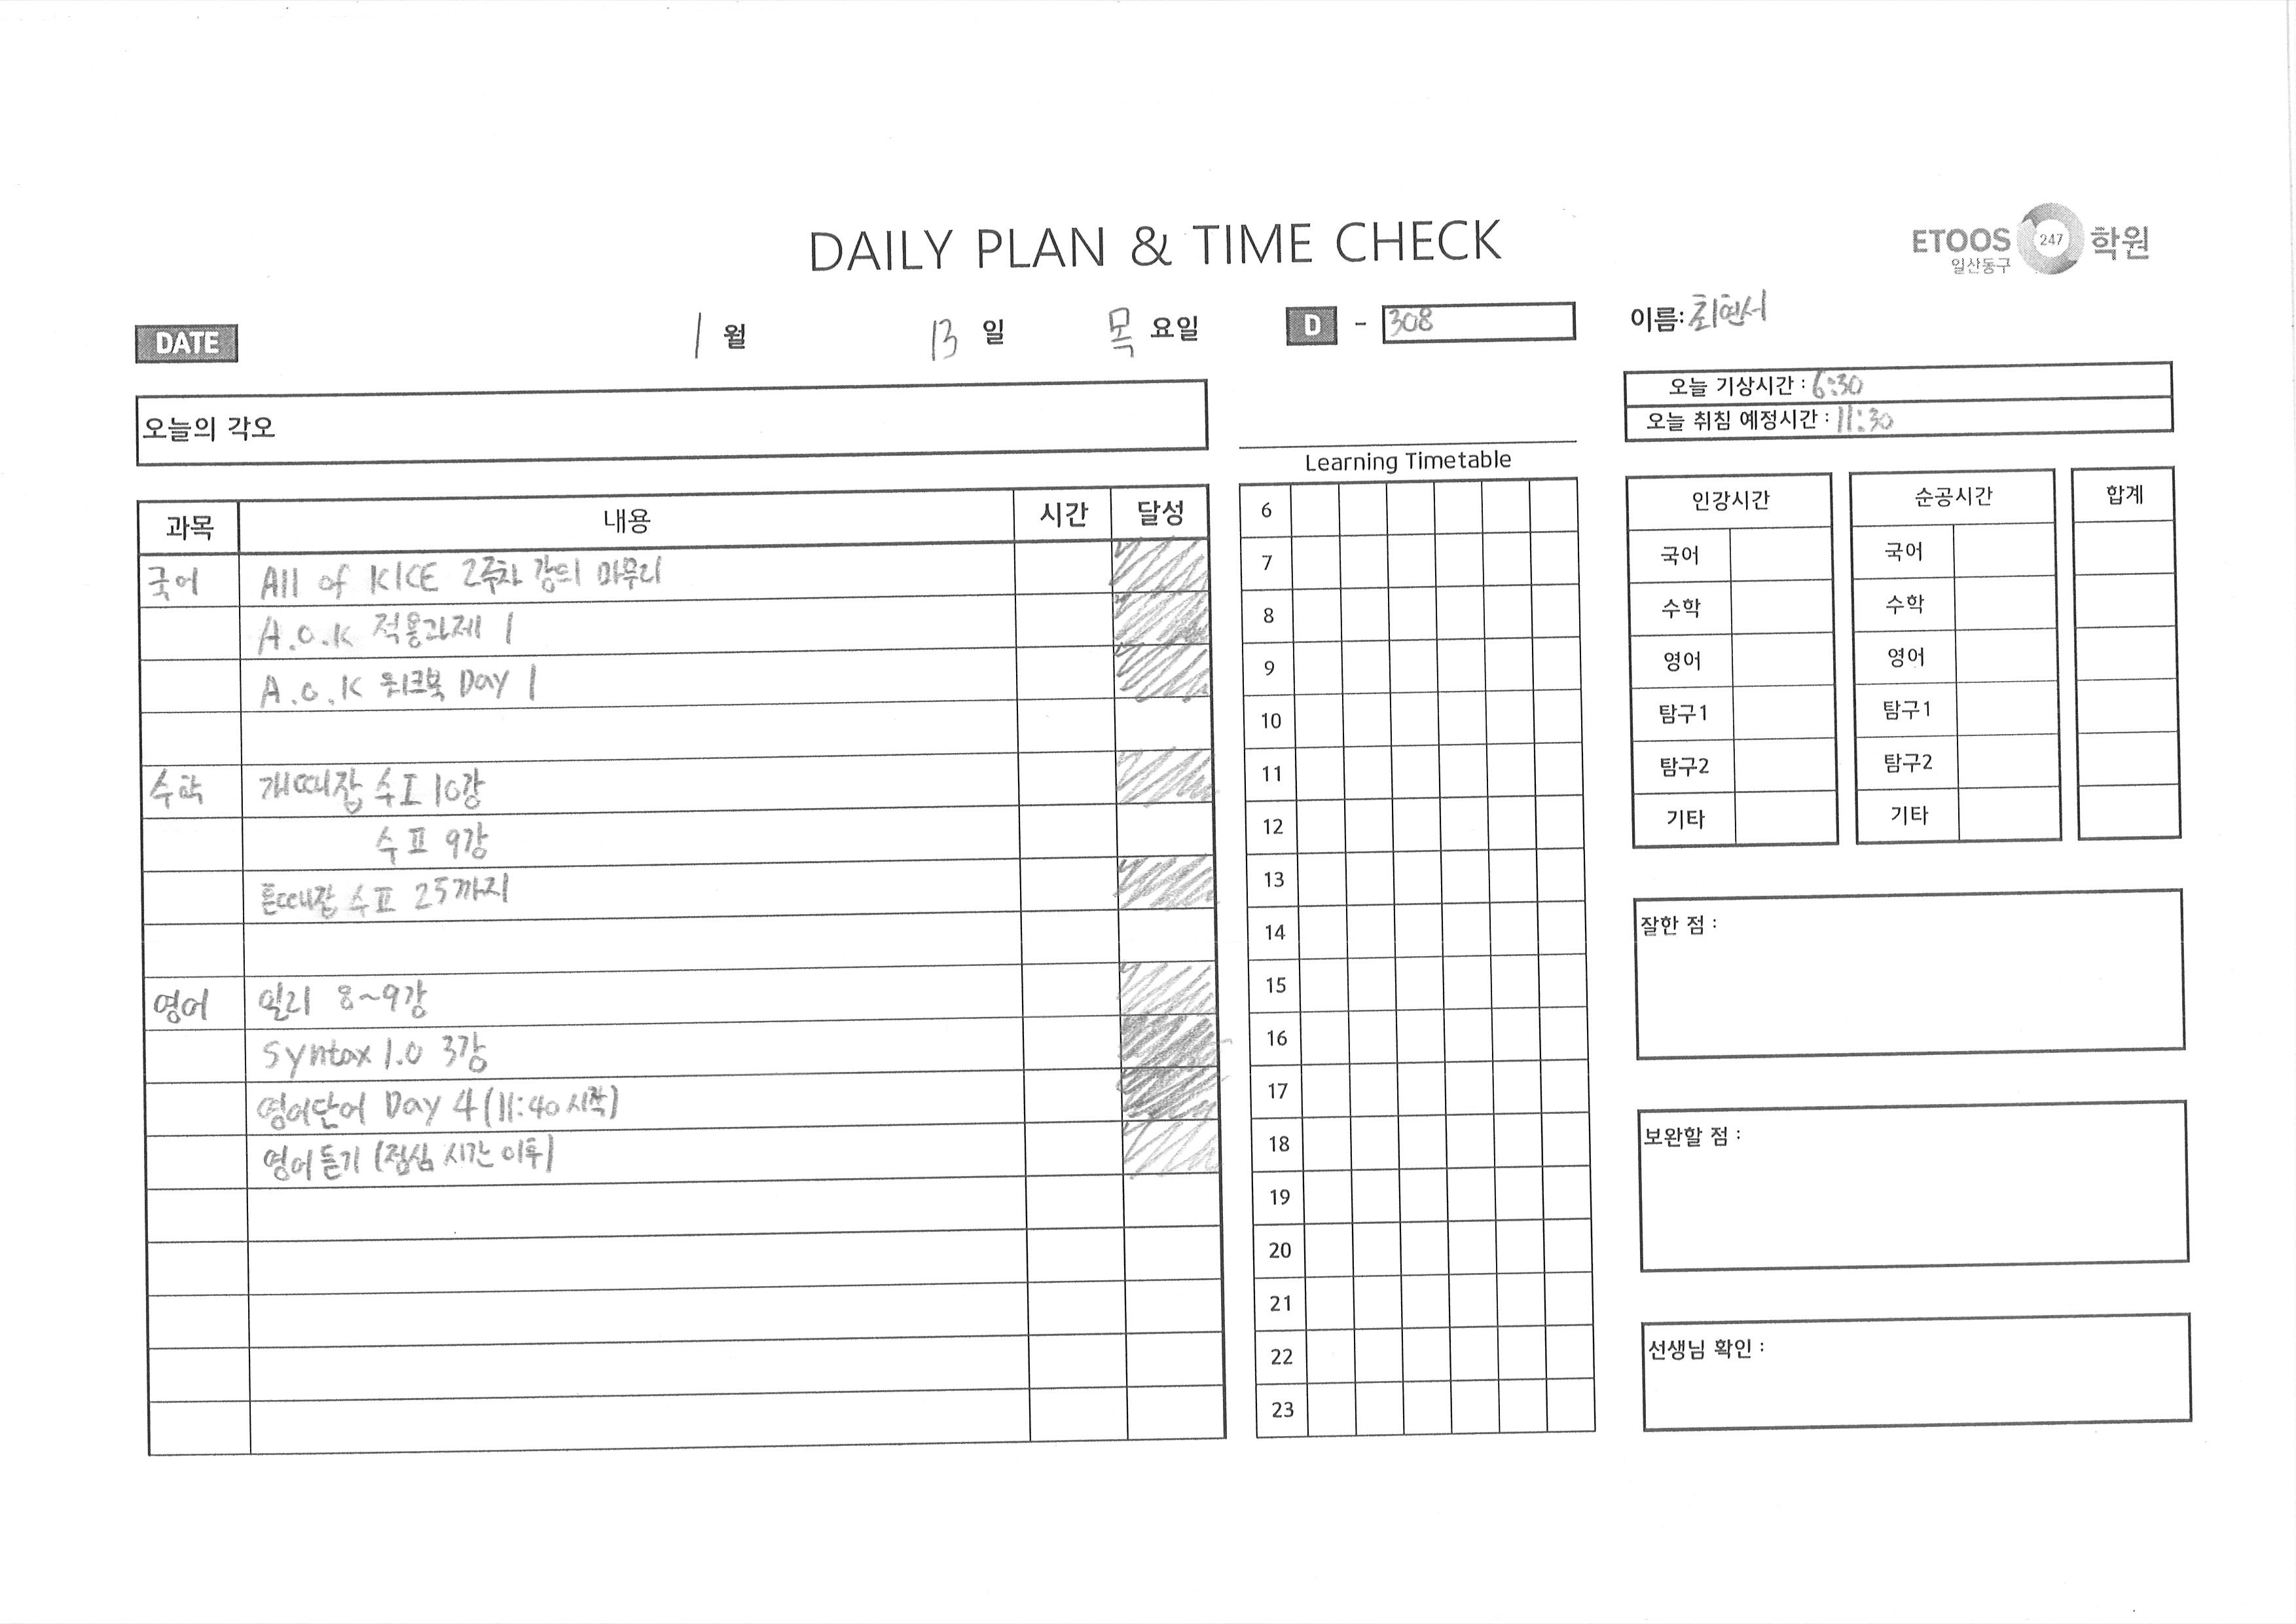 DAILY PLAN & TIME CHECK
ETOOS 247 학원
일산동구
DATE 1 월 13 일 목 요일 D - 308 이름: 최현서
오늘의 각오
오늘 기상시간 : 6:30
오늘 취침 예정시간 : 11:30
과목 내용 시간 달성
국어 All of KICE 2주차 강의 마무리
A.O.K 적용과제 1
A.O.K 워크북 Day 1
수학 개때잡 수I 10강
수II 9강
튼때잡 수II 25까지
영어 일리 8~9강
Syntax 1.0 3강
영어단어 Day 4 (11:40 시작)
영어듣기 (점심 시간 이후)
Learning Timetable
6
7
8
9
10
11
12
13
14
15
16
17
18
19
20
21
22
23
인강시간 순공시간 합계
국어 국어
수학 수학
영어 영어
탐구1 탐구1
탐구2 탐구2
기타 기타
잘한 점 :
보완할 점 :
선생님 확인 :